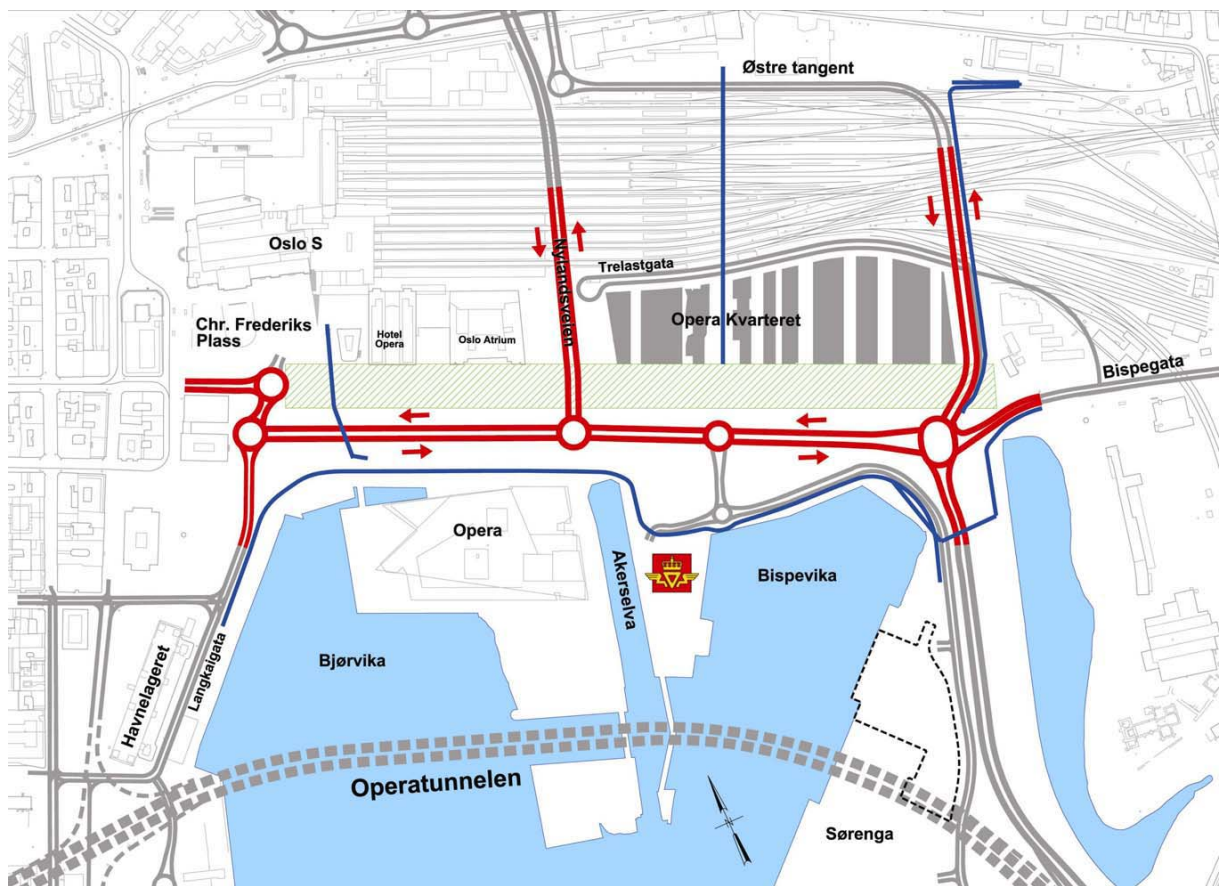 Østre tangent
Oslo S
Nylandsveien
Trelastgata
Chr. Frederiks
Plass
Hotel
Opera
Oslo Atrium
Opera Kvarteret
Bispegata
Opera
Akerselva
Bispevika
Bjørvika
Havnelageret
Langkaigata
Operatunnelen
Sørenga